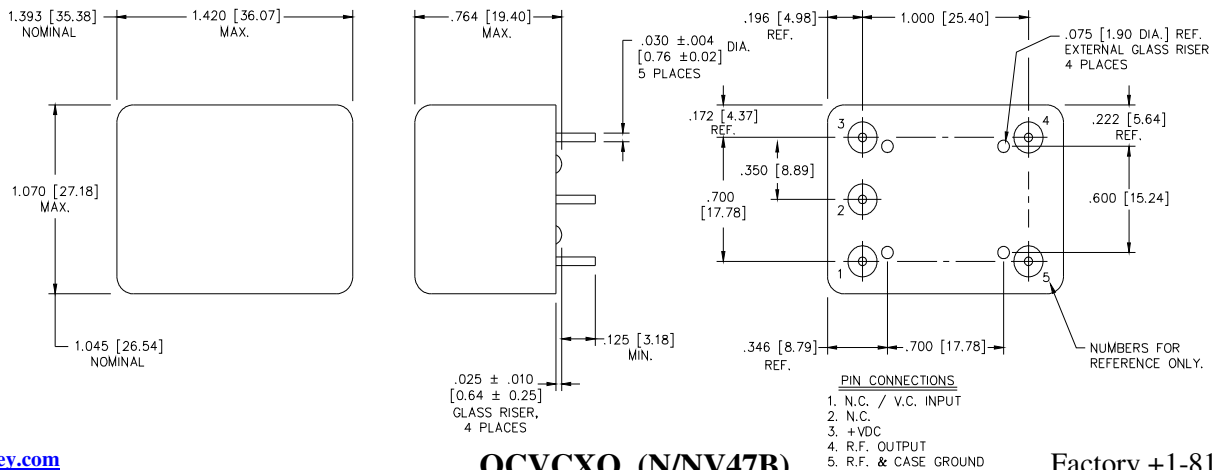 1.393 [35.38]
NOMINAL
1.420 [36.07]
MAX.
.764 [19.40]
MAX.
.030 ±.004
[0.76 ±0.02]
DIA.
5 PLACES
.196 [4.98]
REF.
1.000 [25.40]
.075 [1.90 DIA.] REF.
EXTERNAL GLASS RISER
4 PLACES
.172 [4.37]
REF.
3
4
.222 [5.64]
REF.
1.070 [27.18]
MAX.
.350 [8.89]
.700
[17.78]
2
.600 [15.24]
1
5
1.045 [26.54]
NOMINAL
.125 [3.18]
MIN.
.025 ± .010
[0.64 ± 0.25]
GLASS RISER,
4 PLACES
.346 [8.79]
REF.
.700 [17.78]
NUMBERS FOR
REFERENCE ONLY.
PIN CONNECTIONS
1. N.C. / V.C. INPUT
2. N.C.
3. +VDC
4. R.F. OUTPUT
5. R.F. & CASE GROUND
ey.com
OCVCXO (N/NV47B)
Factory +1-81